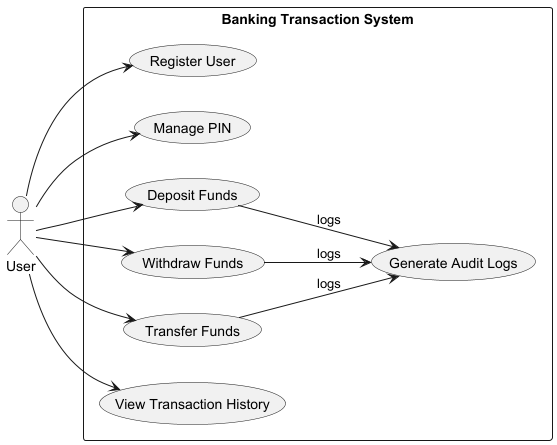 Banking Transaction System
Register User
Manage PIN
Deposit Funds
logs
Withdraw Funds
logs
Generate Audit Logs
User
logs
Transfer Funds
View Transaction History